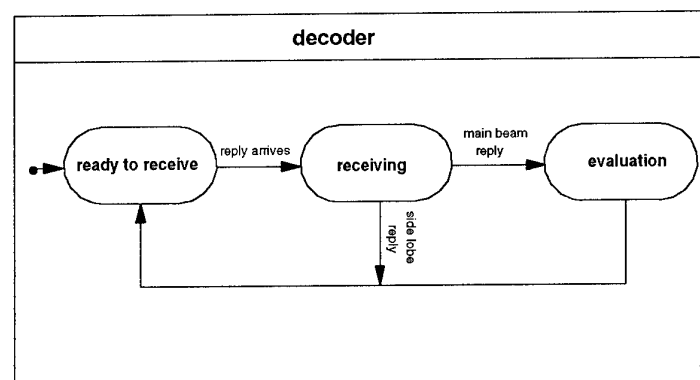 decoder
ready to receive
reply arrives
receiving
main beam
reply
evaluation
side lobe
reply